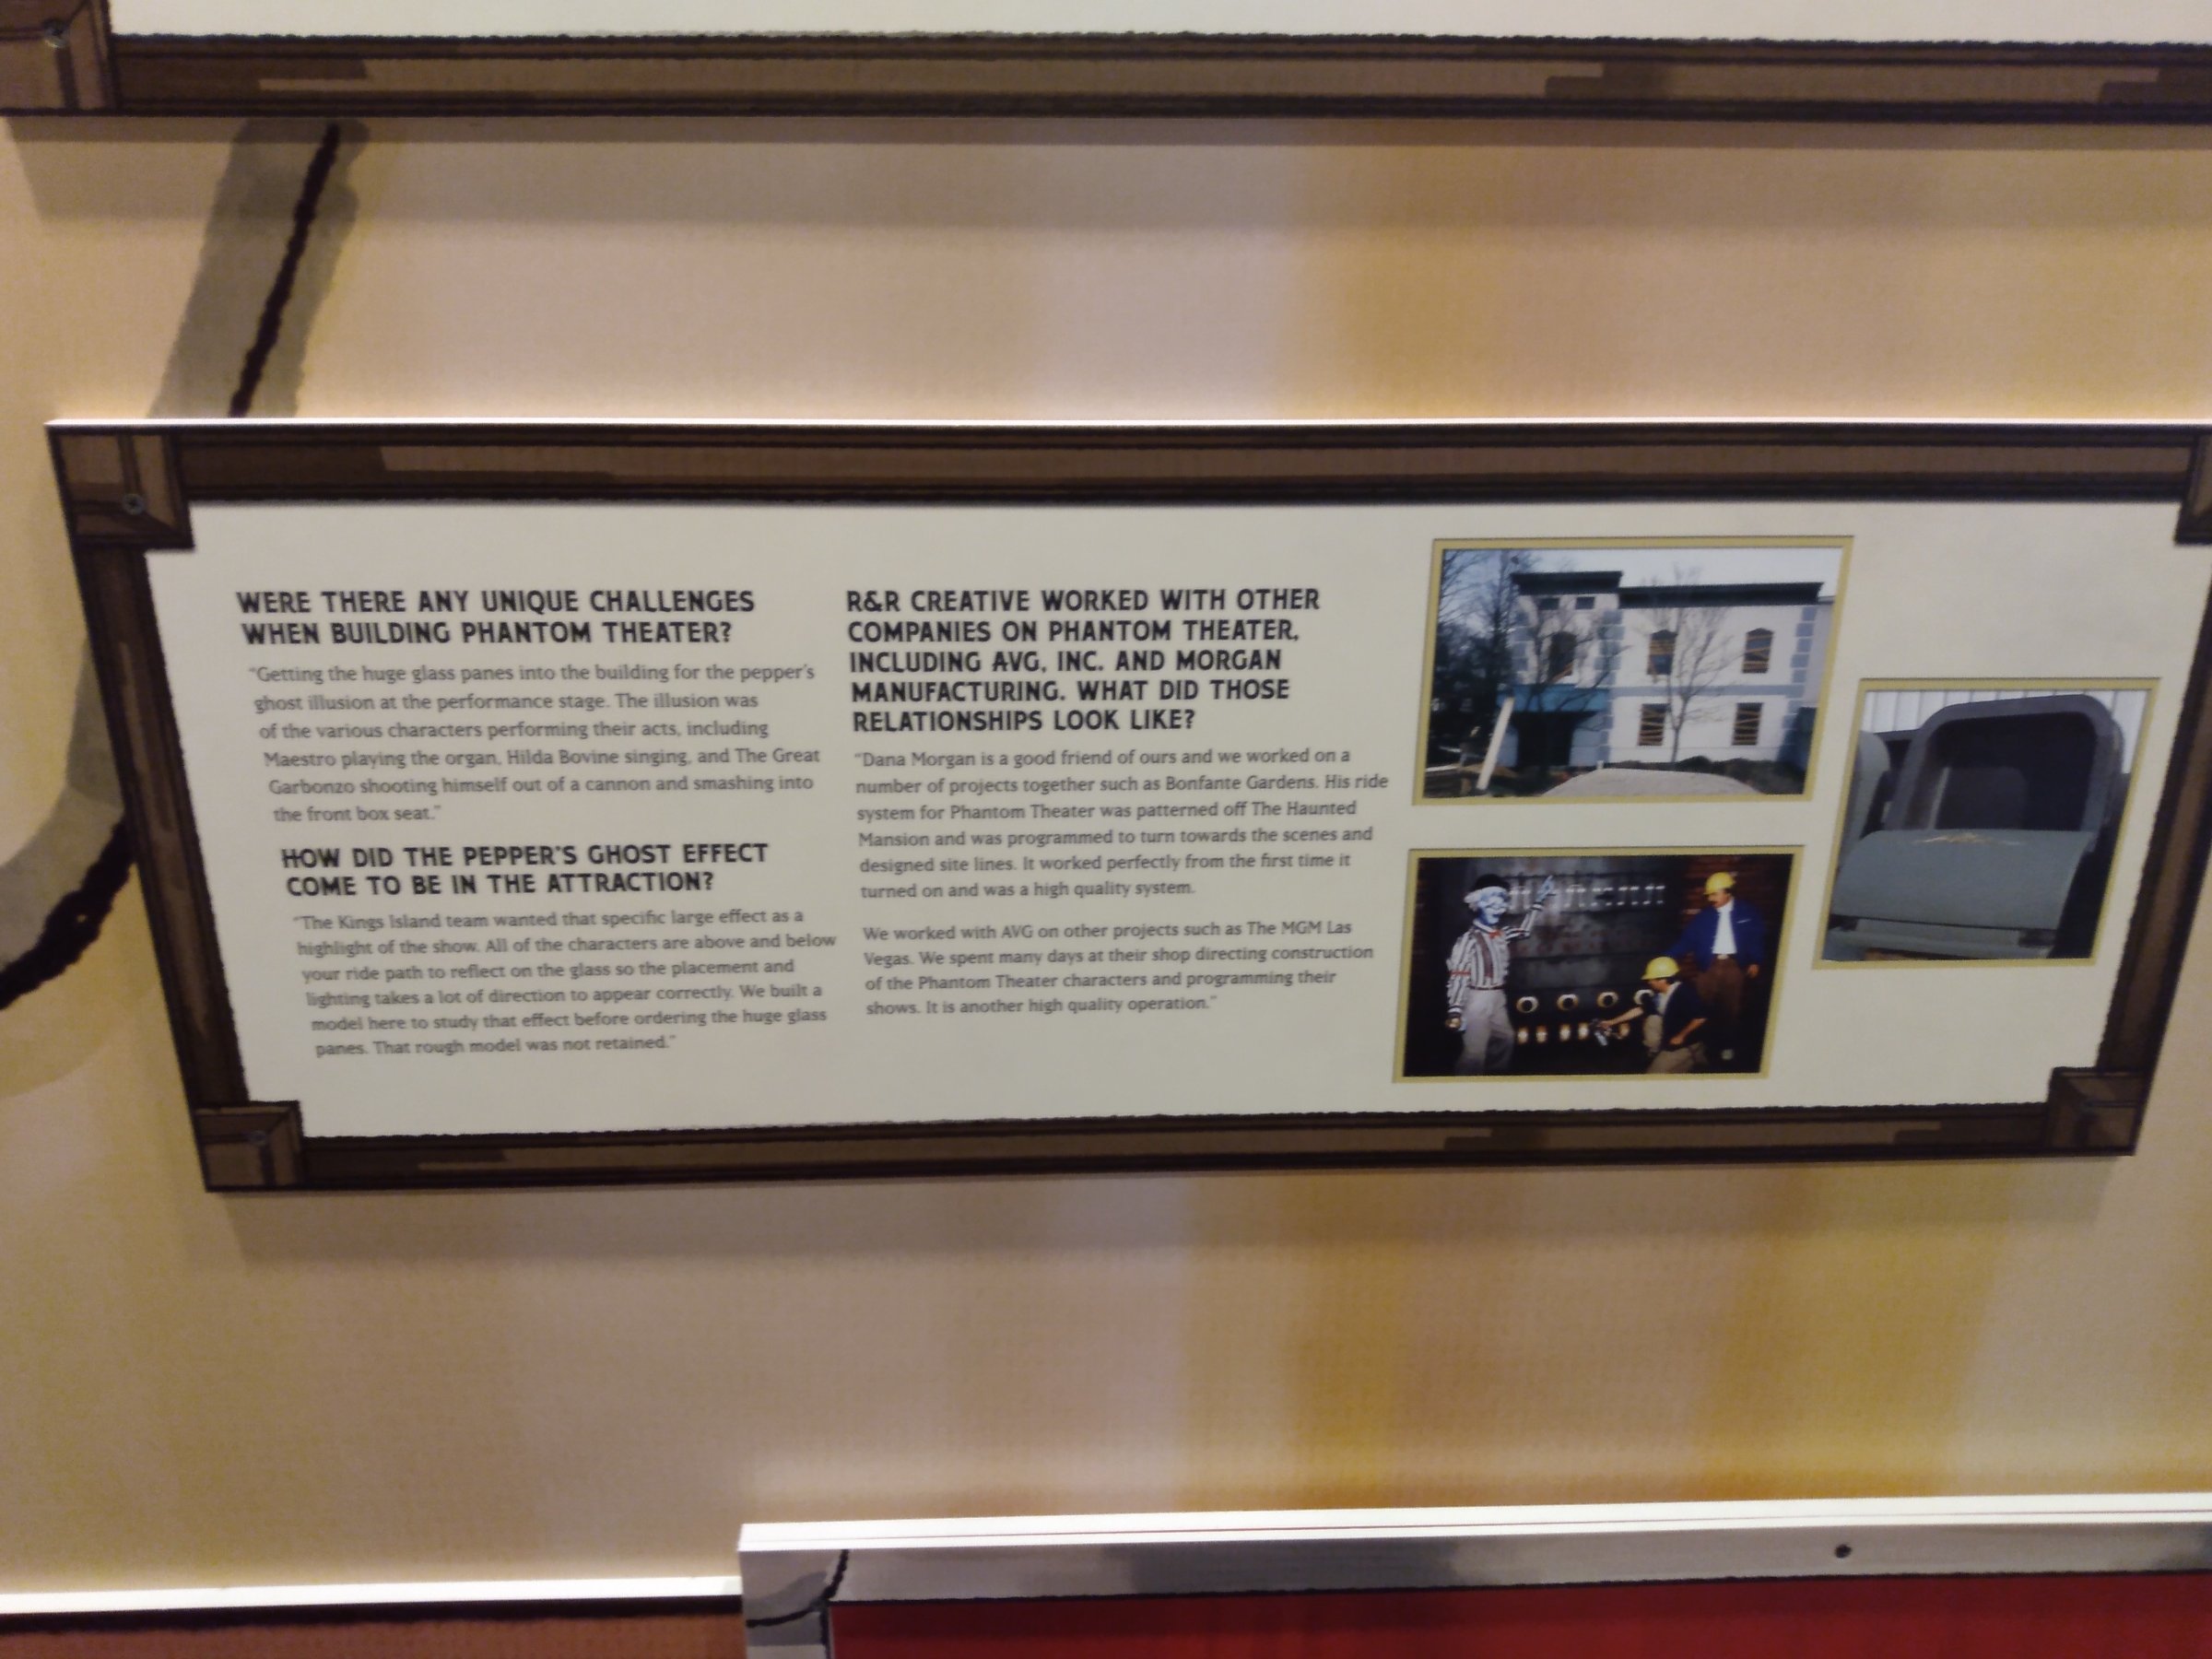 WERE THERE ANY UNIQUE CHALLENGES
WHEN BUILDING PHANTOM THEATER?
"Getting the huge glass panes into the building for the pepper's
ghost illusion at the performance stage. The illusion was
of the various characters performing their acts, including
Maestro playing the organ, Hilda Bovine singing, and The Great
Garbonzo shooting himself out of a cannon and smashing into
the front box seat."
HOW DID THE PEPPER'S GHOST EFFECT
COME TO BE IN THE ATTRACTION?
"The Kings Island team wanted that specific large effect as a
highlight of the show. All of the characters are above and below
your ride path to reflect on the glass so the placement and
lighting takes a lot of direction to appear correctly. We built a
model here to study that effect before ordering the huge glass
panes. That rough model was not retained."
R&R CREATIVE WORKED WITH OTHER
COMPANIES ON PHANTOM THEATER,
INCLUDING AVG, INC. AND MORGAN
MANUFACTURING. WHAT DID THOSE
RELATIONSHIPS LOOK LIKE?
"Dana Morgan is a good friend of ours and we worked on a
number of projects together such as Bonfante Gardens. His ride
system for Phantom Theater was patterned off The Haunted
Mansion and was programmed to turn towards the scenes and
designed site lines. It worked perfectly from the first time it
turned on and was a high quality system.
We worked with AVG on other projects such as The MGM Las
Vegas. We spent many days at their shop directing construction
of the Phantom Theater characters and programming their
shows. It is another high quality operation."